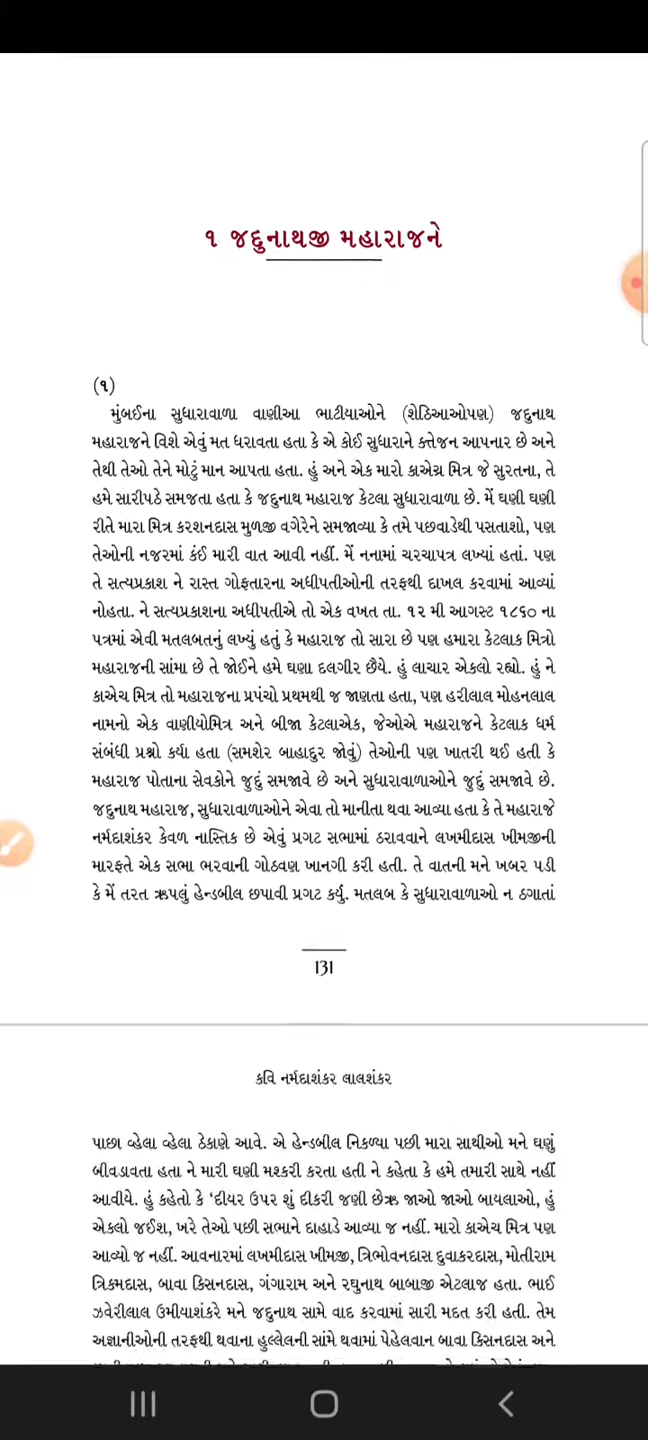 ૧ જદુનાથજી મહારાજને
(૧)
મુંબઈના સુધારાવાળા વાણીઆ ભાટીયાઓને (શેઠિઆઓપણ) જદુનાથ
મહારાજને વિશે એવું મત ધરાવતા હતા કે એ કોઈ સુધારાને ક્તેજન આપનાર છે અને
તેથી તેઓ તેને મોટું માન આપતા હતા. હું અને એક મારો કાએચ મિત્ર જે સુરતના, તે
હમે સારીપઠે સમજતા હતા કે જદુનાથ મહારાજ કેટલા સુધારાવાળા છે. મેં ઘણી ઘણી
રીતે મારા મિત્ર કરશનદાસ મુળજી વગેરેને સમજાવ્યા કે તમે પછવાડેથી પસતાશો, પણ
તેઓની નજરમાં કંઈ મારી વાત આવી નહીં. મેં નનામાં ચરચાપત્ર લખ્યાં હતાં. પણ
તે સત્યપ્રકાશ ને રાસ્ત ગોફતારના અધીપતીઓની તરફથી દાખલ કરવામાં આવ્યાં
નોહતા. ને સત્યપ્રકાશના અધીપતીએ તો એક વખત તા. ૧૨ મી આગસ્ટ ૧૮૬૦ ના
પત્રમાં એવી મતલબતનું લખ્યું હતું કે મહારાજ તો સારા છે પણ હમારા કેટલાક મિત્રો
મહારાજની સાંમા છે તે જોઈને હમે ઘણા દલગીર છૈયે. હું લાચાર એકલો રહ્યો. હું ને
કાએચ મિત્ર તો મહારાજના પ્રપંચો પ્રથમથી જ જાણતા હતા, પણ હરીલાલ મોહનલાલ
નામનો એક વાણીયોમિત્ર અને બીજા કેટલાએક, જેઓએ મહારાજને કેટલાક ધર્મ
સંબંધી પ્રશ્નો કર્યા હતા (સમશેર બાહાદુર જોવું) તેઓની પણ ખાતરી થઈ હતી કે
મહારાજ પોતાના સેવકોને જુદું સમજાવે છે અને સુધારાવાળાઓને જુદું સમજાવે છે.
જદુનાથ મહારાજ, સુધારાવાળાઓને એવા તો માનીતા થવા આવ્યા હતા કે તે મહારાજે
નર્મદાશંકર કેવળ નાસ્તિક છે એવું પ્રગટ સભામાં ઠરાવવાને લખમીદાસ ખીમજીની
મારફતે એક સભા ભરવાની ગોઠવણ ખાનગી કરી હતી. તે વાતની મને ખબર પડી
કે મેં તરત ઋપલું હેન્ડબીલ છપાવી પ્રગટ કર્યુ. મતલબ કે સુધારાવાળાઓ ન ઠગાતાં
131
કવિ નર્મદાશંકર લાલશંકર
પાછા વ્હેલા વ્હેલા ઠેકાણે આવે. એ હેન્ડબીલ નિકળ્યા પછી મારા સાથીઓ મને ઘણું
બીવડાવતા હતા ને મારી ઘણી મશ્કરી કરતા હતી ને કહેતા કે હમે તમારી સાથે નહીં
આવીયે. હું કહેતો કે ‘દીયર ઉપર શું દીકરી જણી છેઋ જાઓ જાઓ બાયલાઓ, હું
એકલો જઈશ, ખરે તેઓ પછી સભાને દાહાડે આવ્યા જ નહીં. મારો કાએચ મિત્ર પણ
આવ્યો જ નહીં. આવનારમાં લખમીદાસ ખીમજી, ત્રિભોવનદાસ દુવાકરદાસ, મોતીરામ
ત્રિકમદાસ, બાવા કિસનદાસ, ગંગારામ અને રઘુનાથ બાબાજી એટલાજ હતા. ભાઈ
ઝવેરીલાલ ઉમીયાશંકરે મને જદુનાથ સામે વાદ કરવામાં સારી મદત કરી હતી. તેમ
અજ્ઞાનીઓની તરફથી થવાના હુલ્લેલની સાંમે થવામાં પેહેલવાન બાવા કિસનદાસ અને